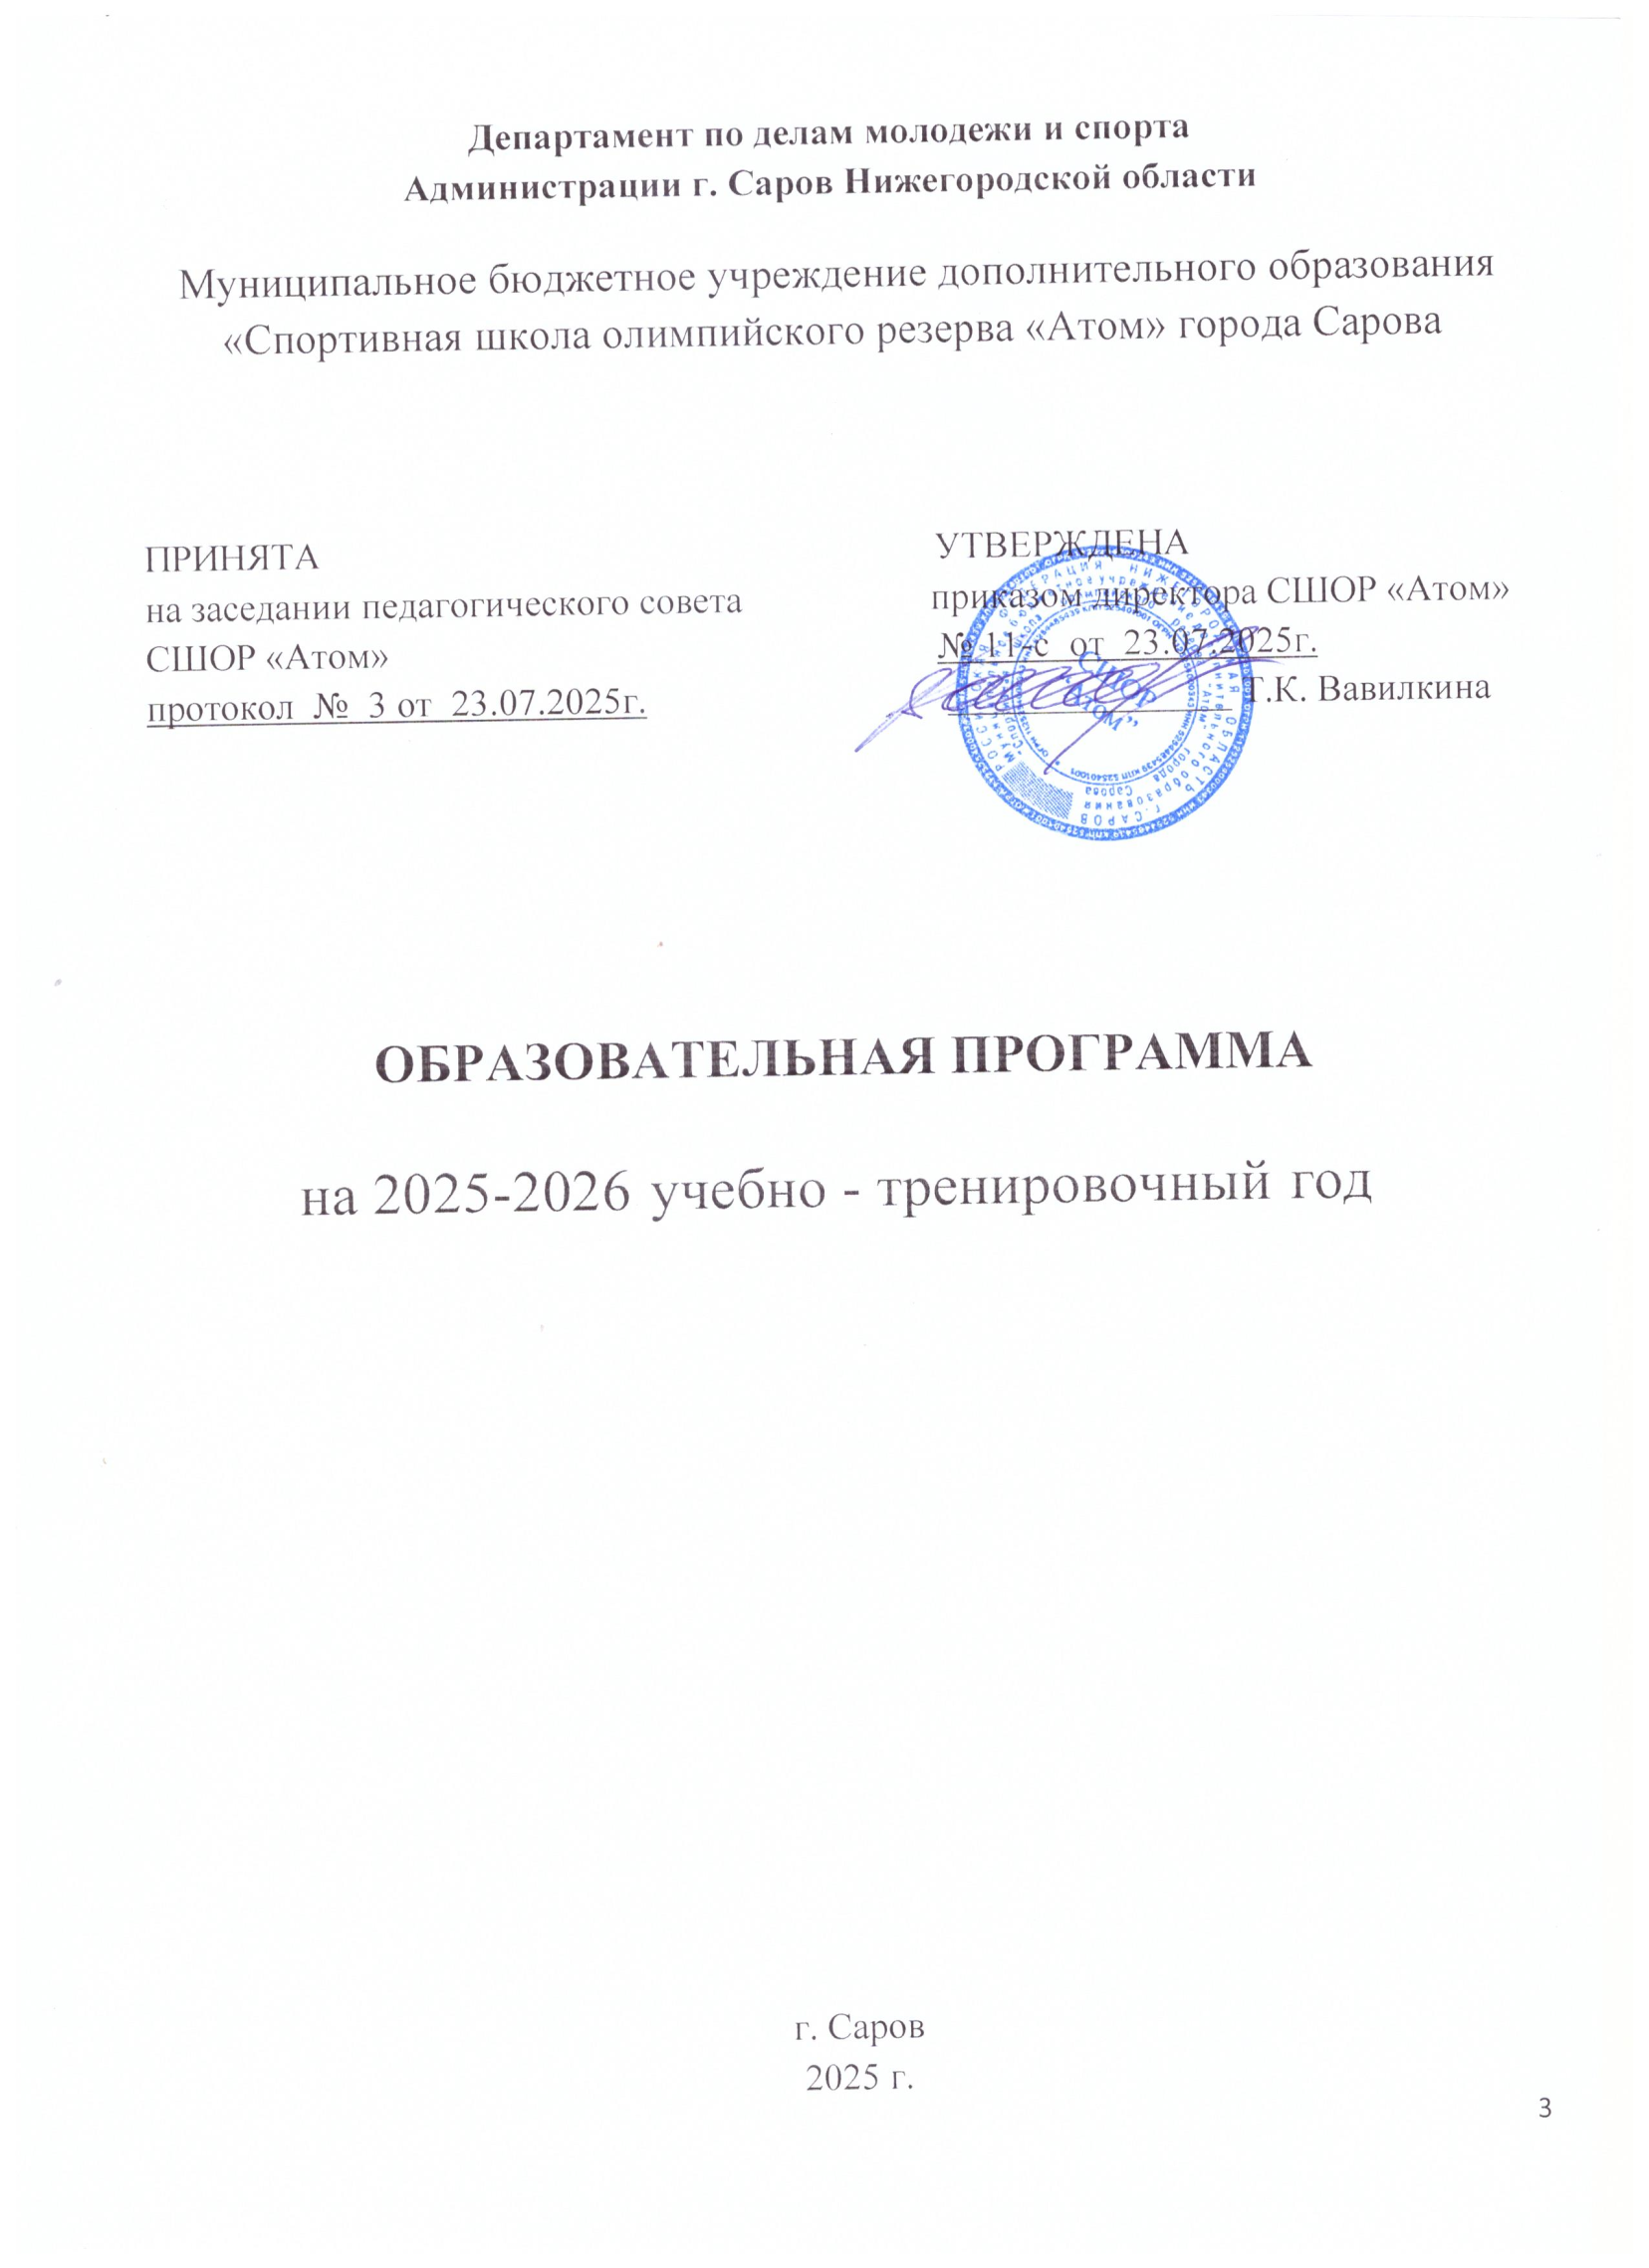 Департамент по делам молодежи и спорта
Администрации г. Саров Нижегородской области
Муниципальное бюджетное учреждение дополнительного образования
«Спортивная школа олимпийского резерва «Атом» города Сарова
ПРИНЯТА
на заседании педагогического совета
СШОР «Атом»
протокол № 3 от 23.07.2025г.
УТВЕРЖДЕНА
приказом директора СШОР «Атом»
№ 11-с от 23.07.2025г.
Г.К. Вавилкина
СШОР
"Атом"
ОБРАЗОВАТЕЛЬНАЯ ПРОГРАММА
на 2025-2026 учебно - тренировочный год
г. Саров
2025 г.
3